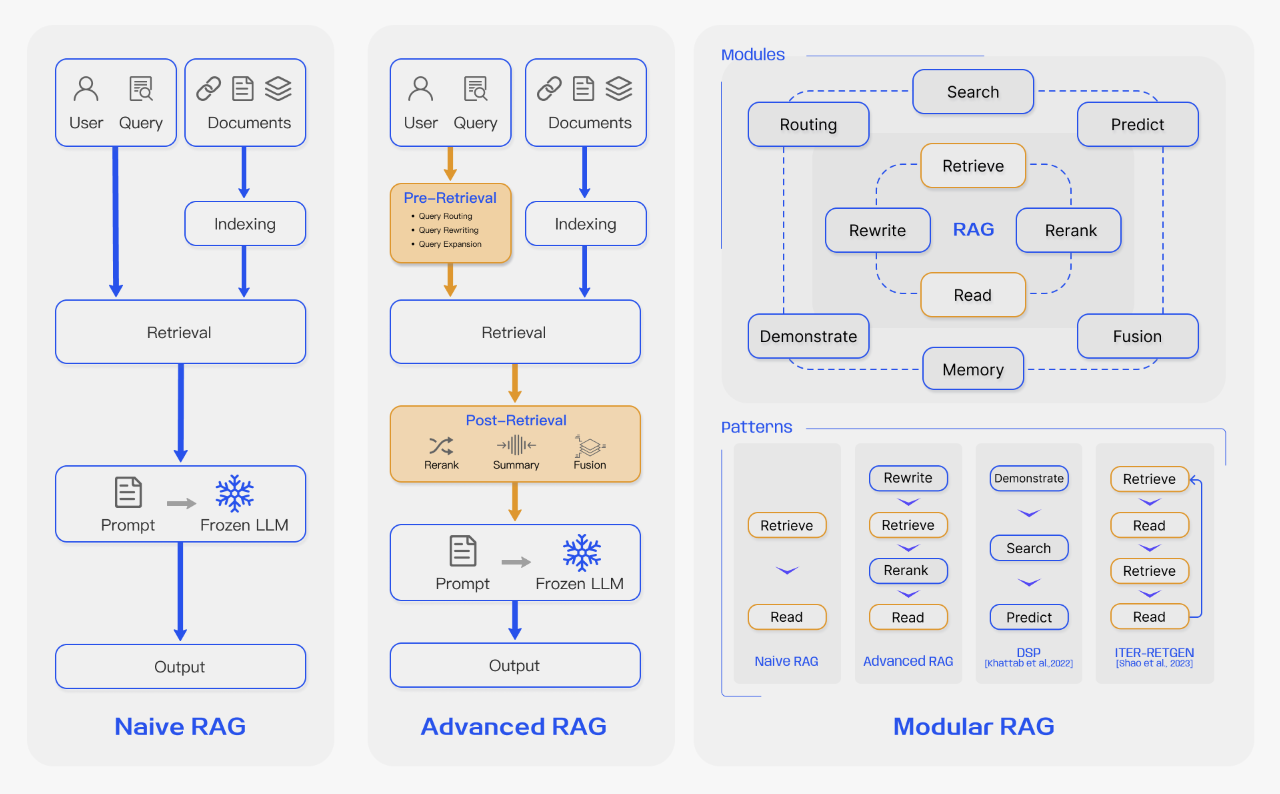 User Query
Documents
Indexing
Retrieval
Prompt
Frozen LLM
Output
Naive RAG
User Query
Documents
Pre-Retrieval
• Query Routing
• Query Rewriting
• Query Expansion
Indexing
Retrieval
Post-Retrieval
Rerank Summary Fusion
Prompt
Frozen LLM
Output
Advanced RAG
Modules
Search
Routing
Predict
Retrieve
Rewrite
RAG
Rerank
Read
Demonstrate
Fusion
Memory
Patterns
Retrieve
Read
Naive RAG
Rewrite
Retrieve
Rerank
Read
Advanced RAG
Demonstrate
Search
Predict
DSP
[Khattab et al.,2022]
Retrieve
Read
Retrieve
Read
ITER-RETGEN
[Shao et al., 2023]
Modular RAG